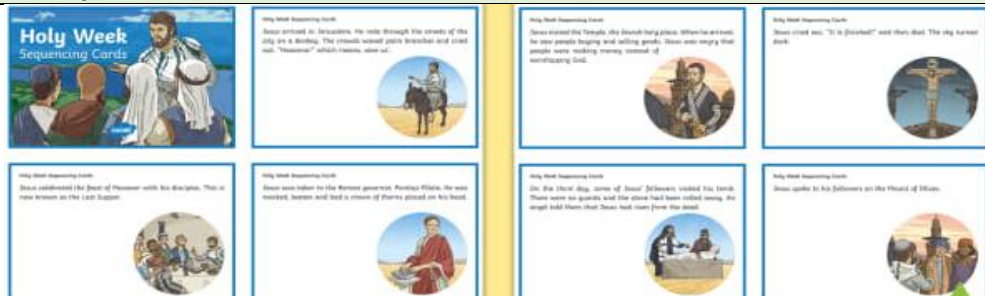 Holy Week
Sequencing Cards
Holy Week Sequencing Cards
Jesus arrived in Jerusalem. He rode through the streets of the
city on a donkey. The crowds waved palm branches and cried
out, "Hosanna!" which means, save us!
Holy Week Sequencing Cards
Jesus celebrated the feast of Passover with his disciples. This is
now known as the Last Supper.
Holy Week Sequencing Cards
Jesus was taken to the Roman governor, Pontius Pilate. He was
mocked, beaten and had a crown of thorns placed on his head.
Holy Week Sequencing Cards
Jesus visited the Temple, the Jewish holy place. When he arrived,
he saw people buying and selling goods. Jesus was angry that
people were making money instead of
worshipping God.
Holy Week Sequencing Cards
Jesus cried out, "It is finished!" and then died. The sky turned
dark.
Holy Week Sequencing Cards
On the third day, some of Jesus' followers visited his tomb.
There were no guards and the stone had been rolled away. An
angel told them that Jesus had risen from the dead.
Holy Week Sequencing Cards
Jesus spoke to his followers on the Mount of Olives.